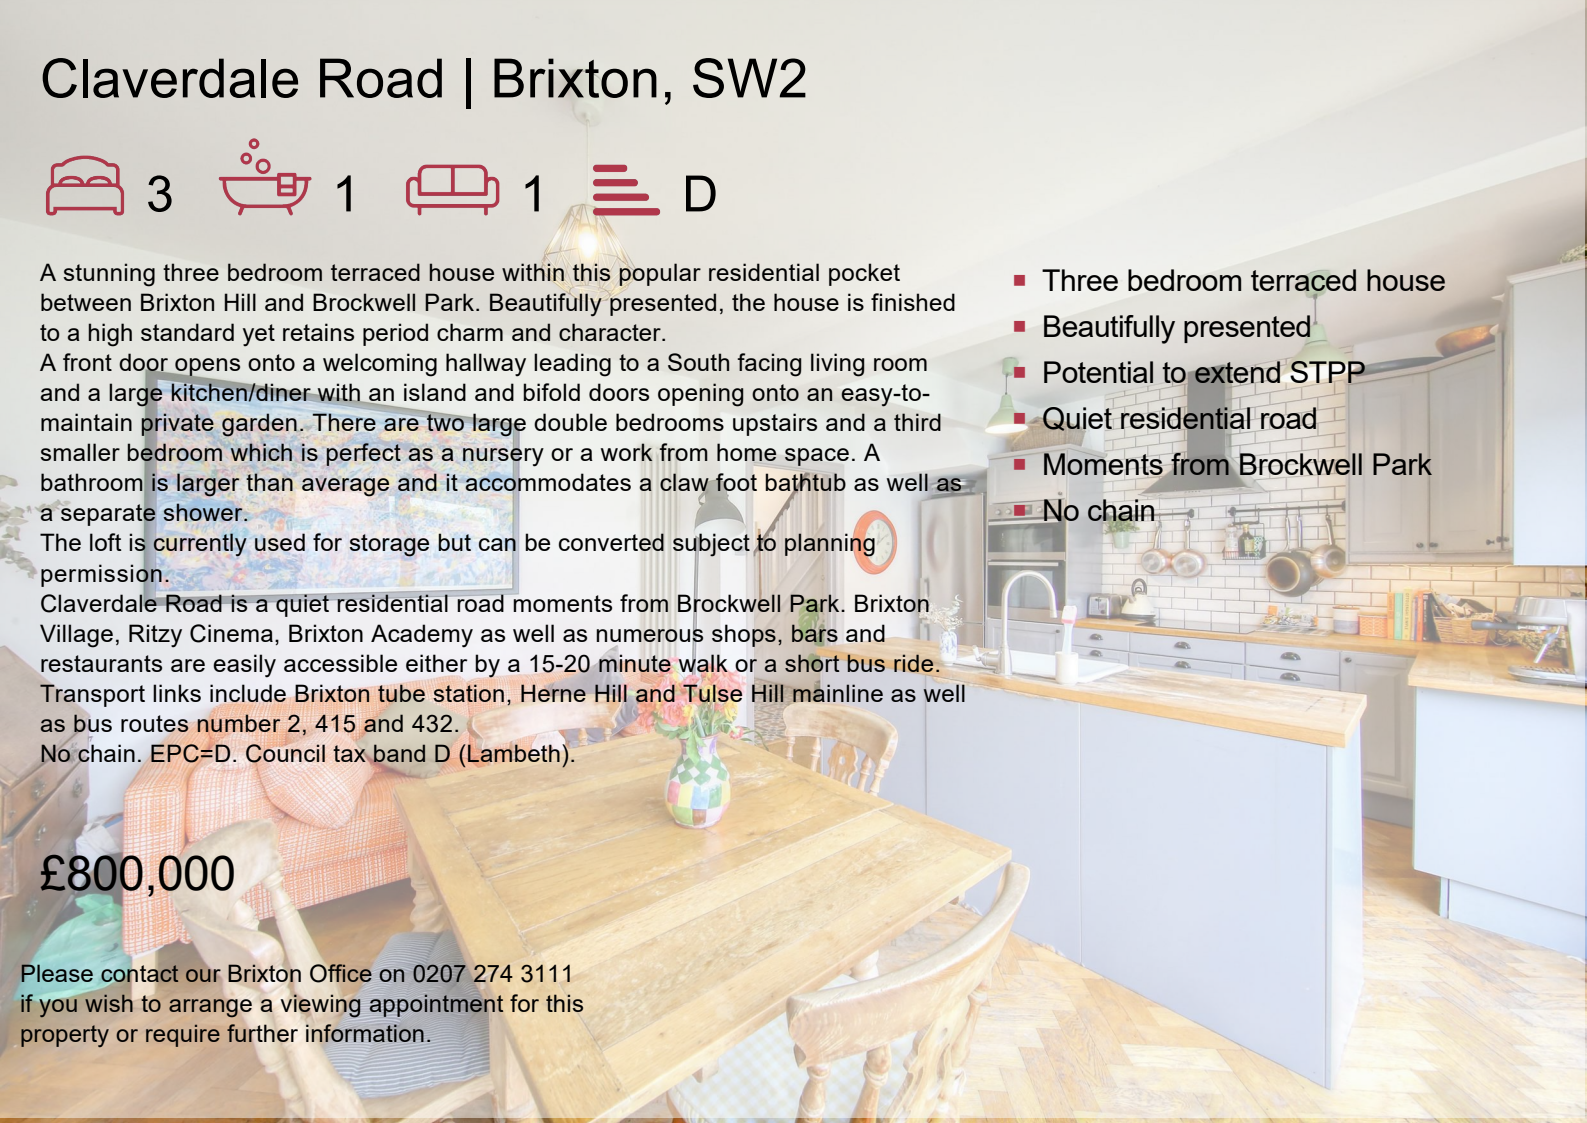 Claverdale Road | Brixton, SW2
3 1 1 D
A stunning three bedroom terraced house within this popular residential pocket
between Brixton Hill and Brockwell Park. Beautifully presented, the house is finished
to a high standard yet retains period charm and character.
A front door opens onto a welcoming hallway leading to a South facing living room
and a large kitchen/diner with an island and bifold doors opening onto an easy-to-
maintain private garden. There are two large double bedrooms upstairs and a third
smaller bedroom which is perfect as a nursery or a work from home space. A
bathroom is larger than average and it accommodates a claw foot bathtub as well as
a separate shower.
The loft is currently used for storage but can be converted subject to planning
permission.
Claverdale Road is a quiet residential road moments from Brockwell Park. Brixton
Village, Ritzy Cinema, Brixton Academy as well as numerous shops, bars and
restaurants are easily accessible either by a 15-20 minute walk or a short bus ride.
Transport links include Brixton tube station, Herne Hill and Tulse Hill mainline as well
as bus routes number 2, 415 and 432.
No chain. EPC=D. Council tax band D (Lambeth).
Three bedroom terraced house
Beautifully presented
Potential to extend STPP
Quiet residential road
Moments from Brockwell Park
No chain
£800,000
Please contact our Brixton Office on 0207 274 3111
if you wish to arrange a viewing appointment for this
property or require further information.